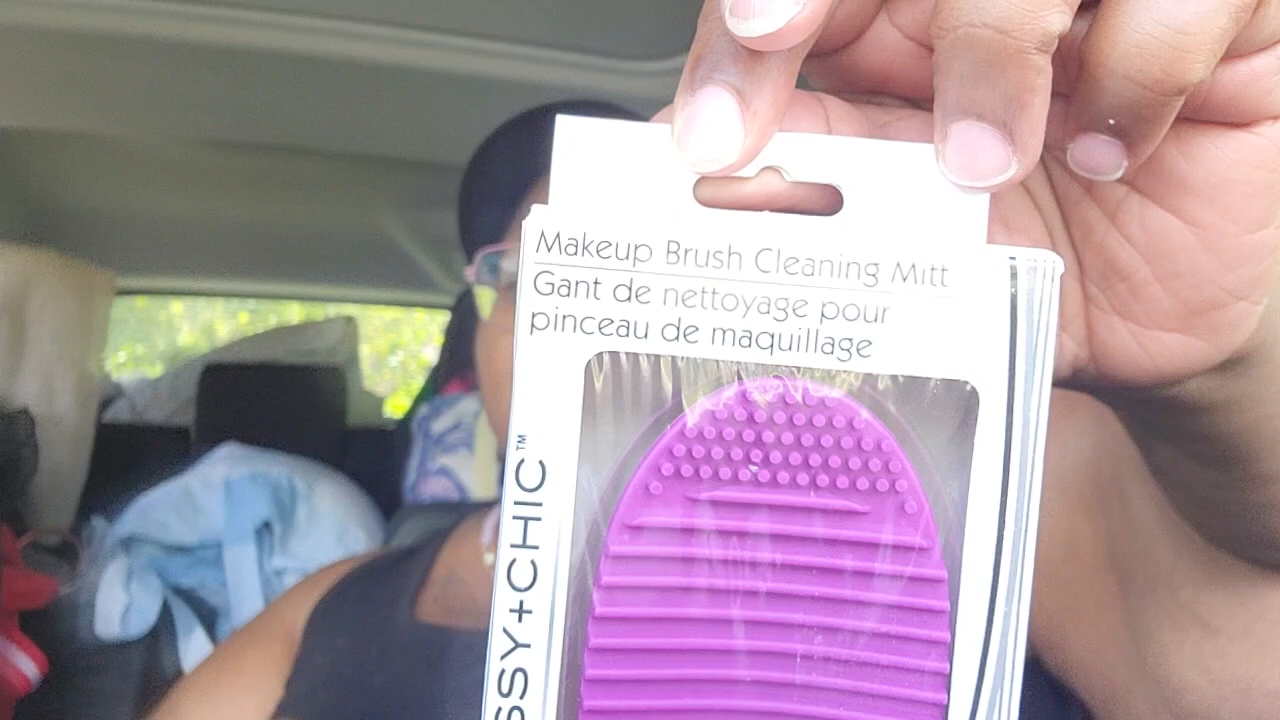 Makeup Brush Cleaning Mitt
Gant de nettoyage pour
pinceau de maquillage
SSY+CHIC™